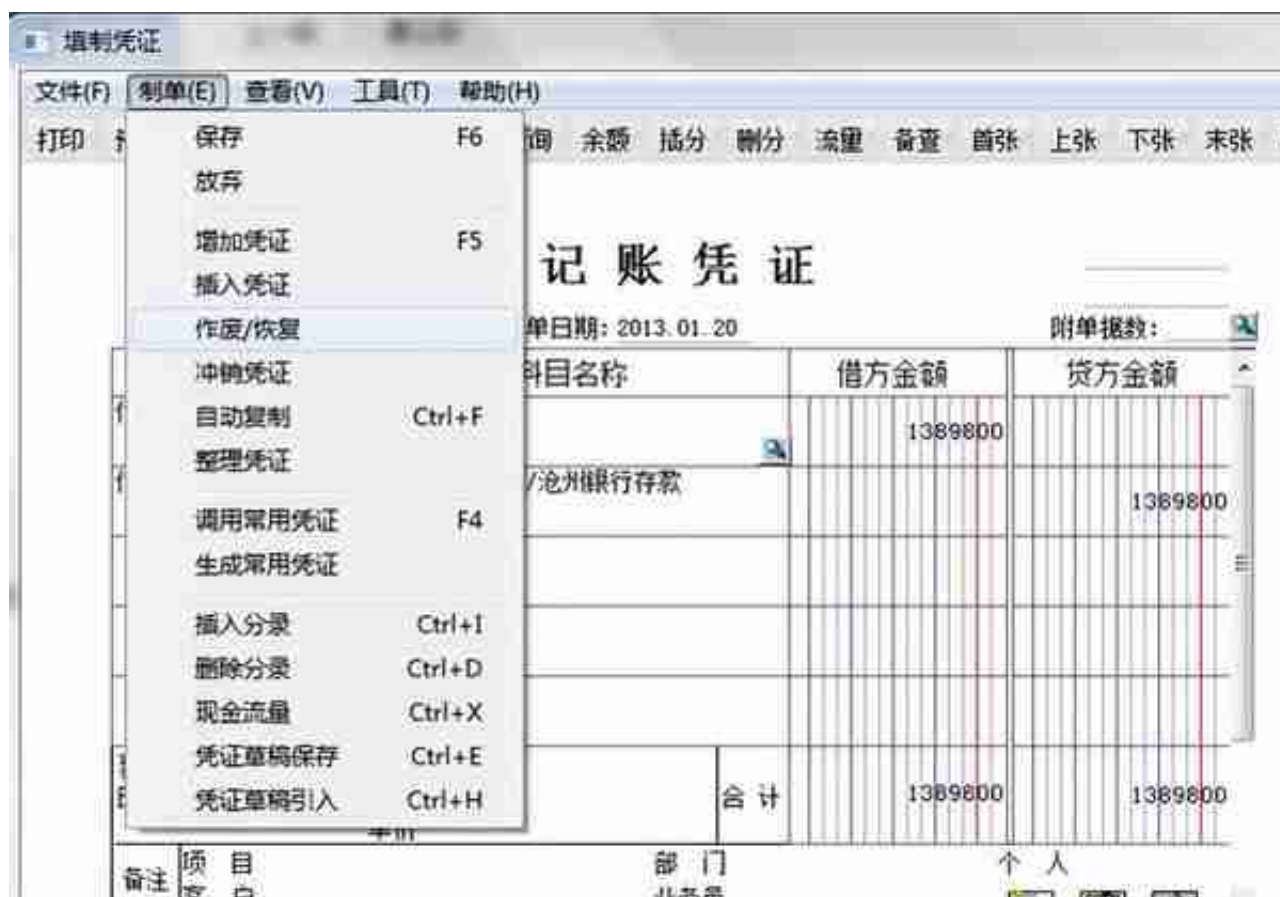 填制凭证
文件(F) 制单(E) 查看(V) 工具(T) 帮助(H)
打印 询 余额 插分 删分 流量 备查 首张 上张 下张 末张
保存 F6
放弃
增加凭证 F5
插入凭证
作废/恢复
冲销凭证
自动复制 Ctrl+F
整理凭证
调用常用凭证 F4
生成常用凭证
插入分录 Ctrl+I
删除分录 Ctrl+D
现金流量 Ctrl+X
凭证草稿保存 Ctrl+E
凭证草稿引入 Ctrl+H
记账凭证
单日期: 2013.01.20 附单据数:
科目名称 借方金额 贷方金额
1389800
/沧州银行存款 1389800
合计 1389800 1389800
备注 项目 部门 个人